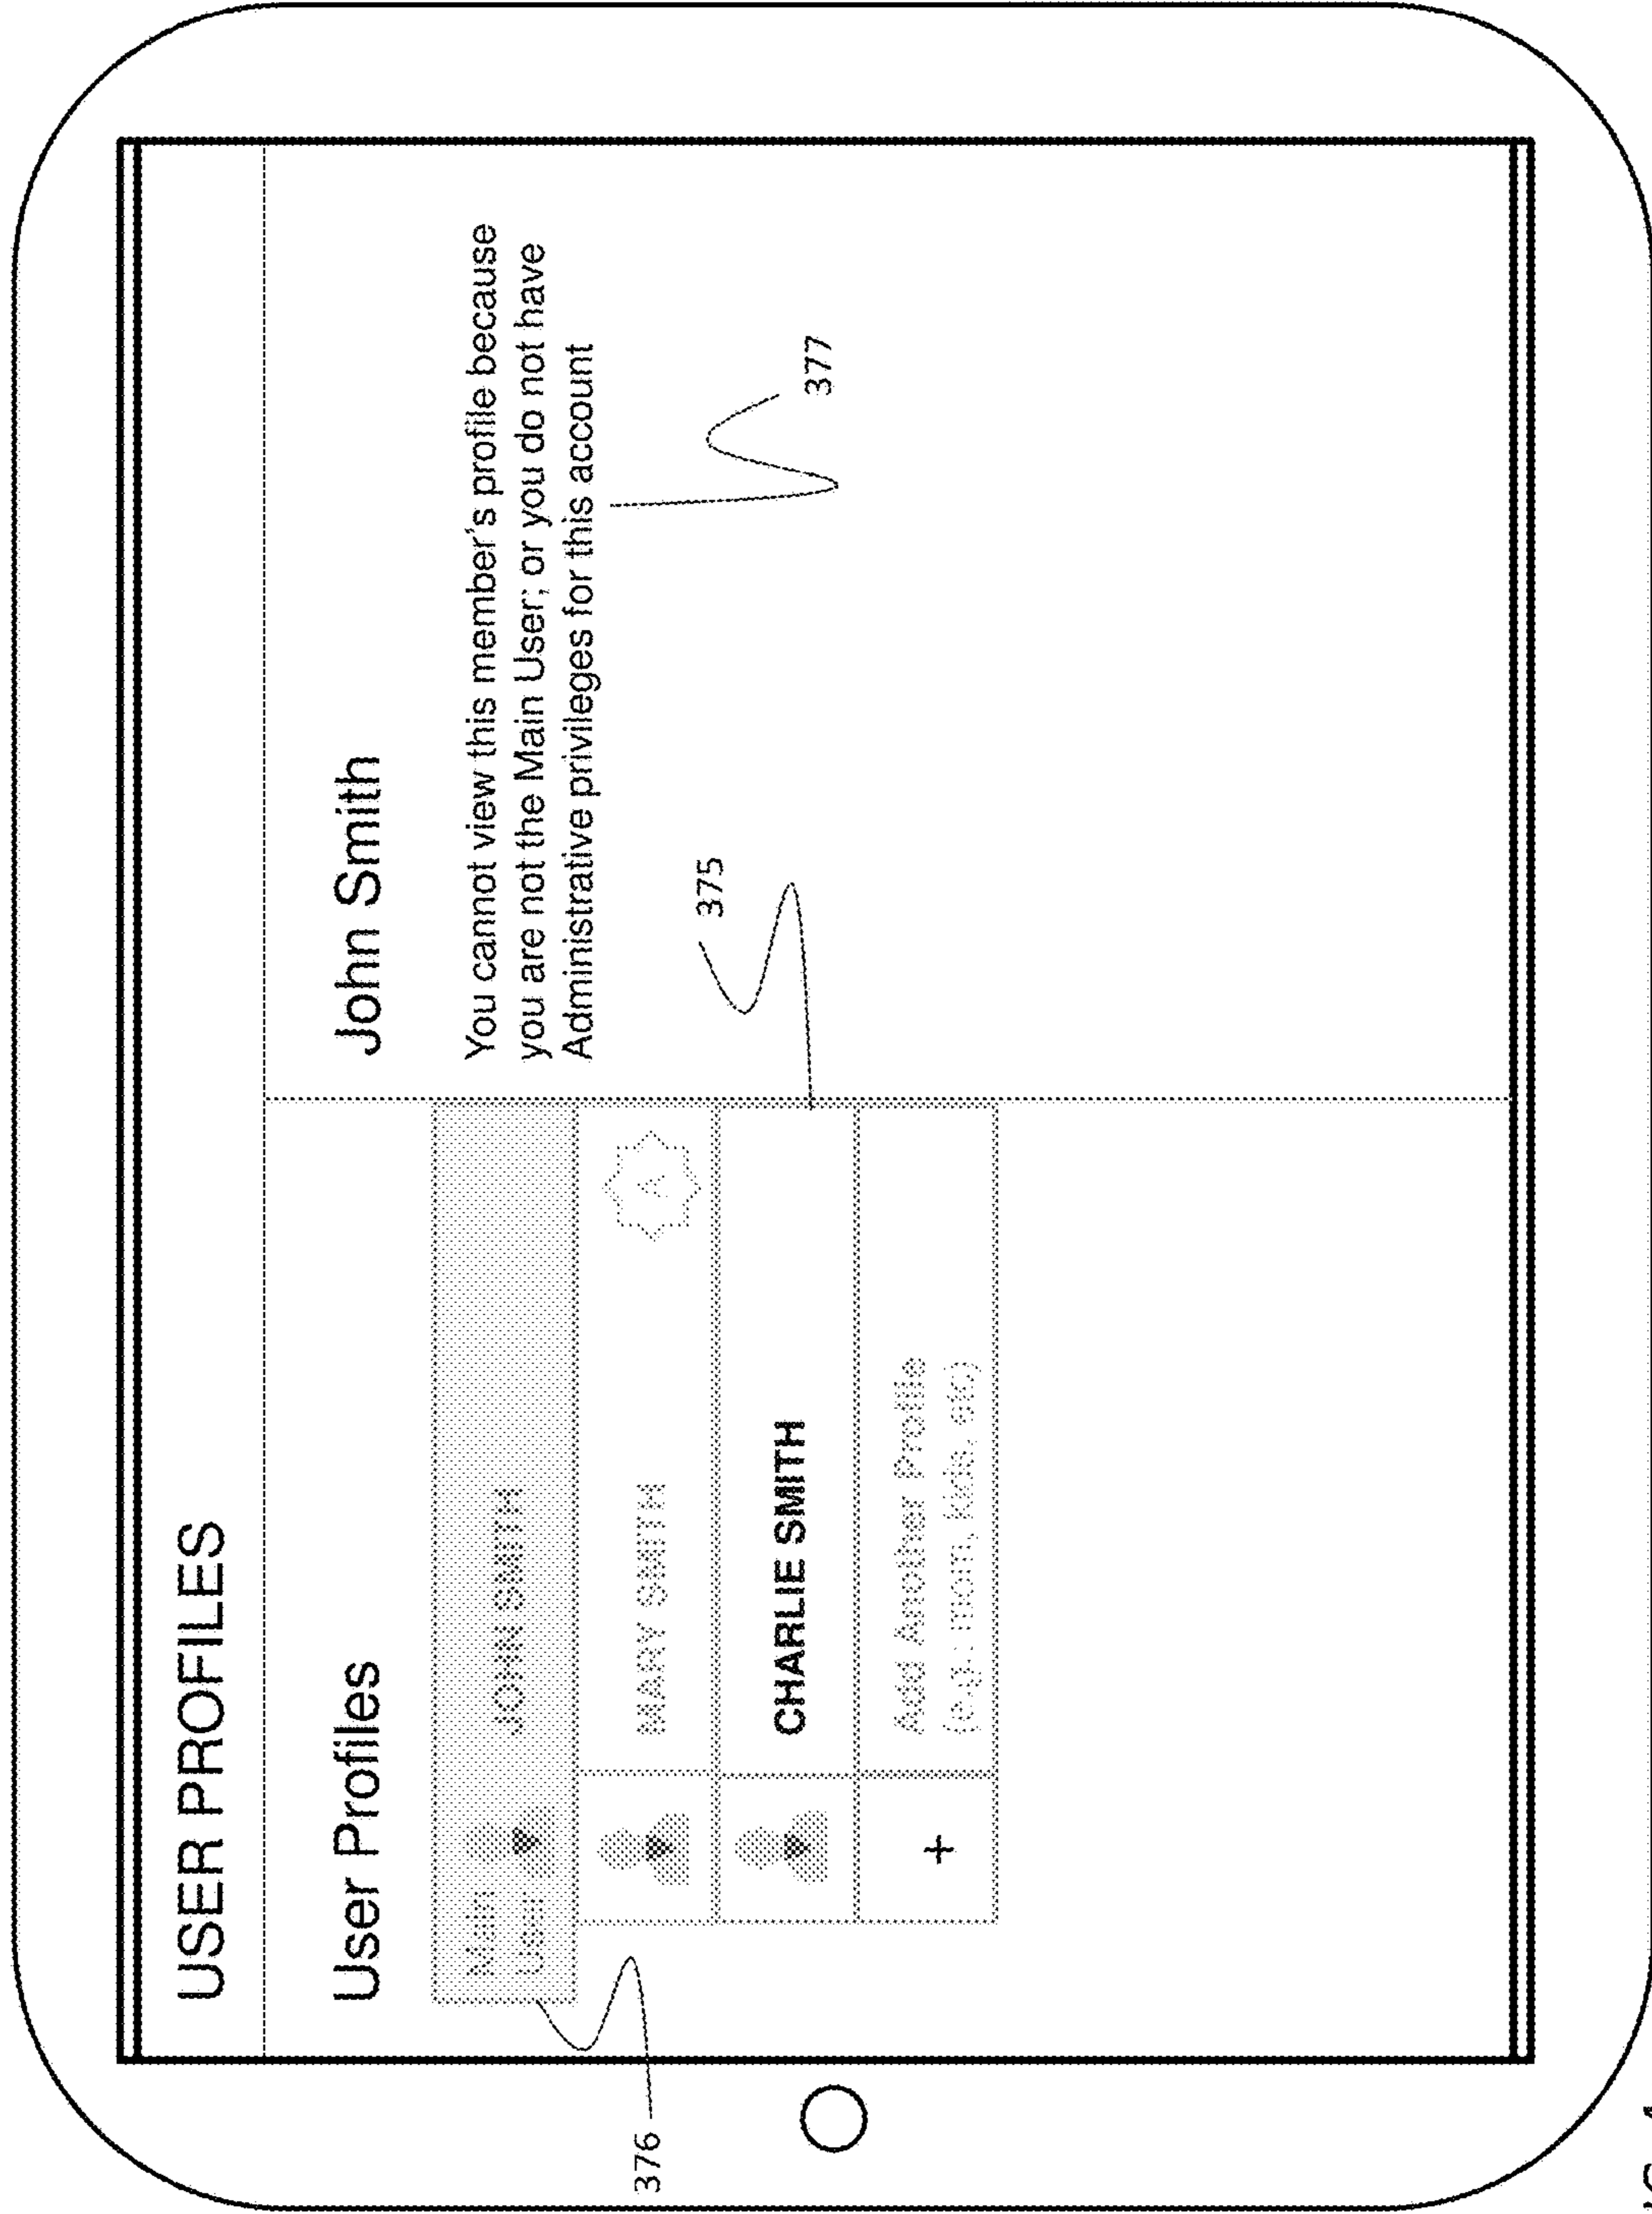 USER PROFILES
User Profiles
Main
User
JOHN SMITH
MARY SMITH
A
CHARLIE SMITH
+
Add Another Profile
(e.g. mom, kids, etc)
John Smith
You cannot view this member's profile because
you are not the Main User; or you do not have
Administrative privileges for this account
375
376
377